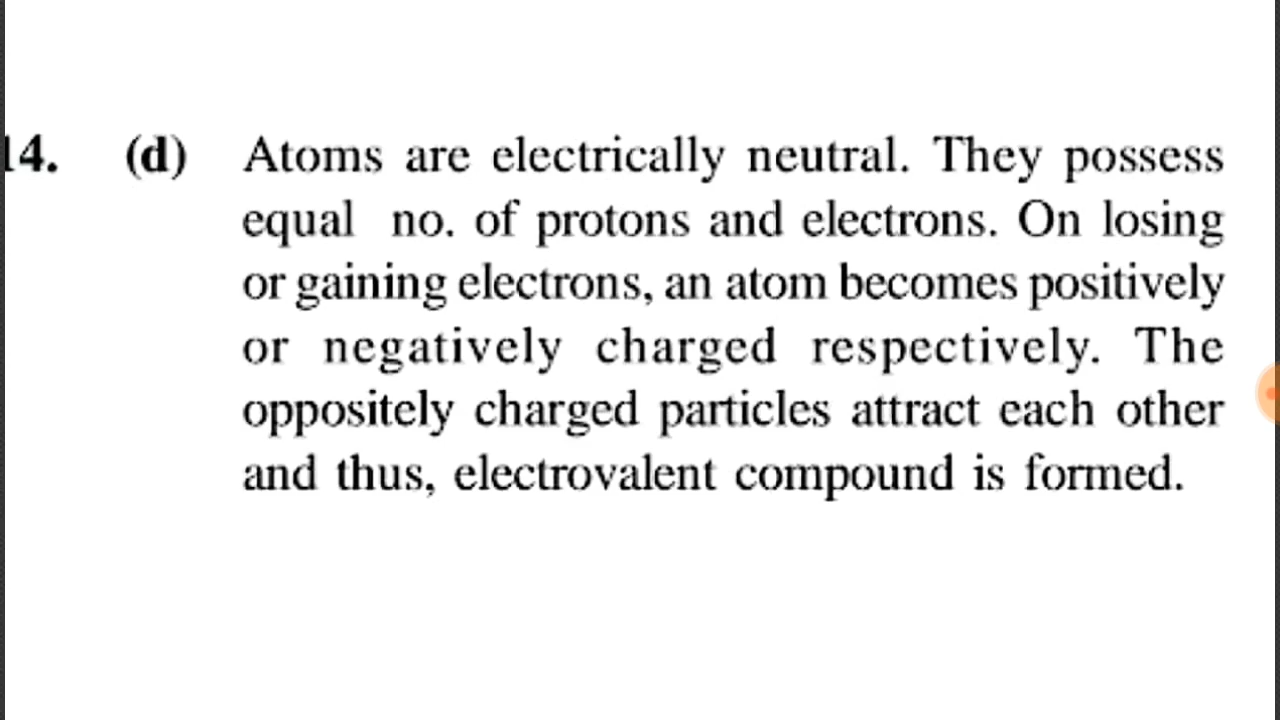 14. (d) Atoms are electrically neutral. They possess
equal no. of protons and electrons. On losing
or gaining electrons, an atom becomes positively
or negatively charged respectively. The
oppositely charged particles attract each other
and thus, electrovalent compound is formed.